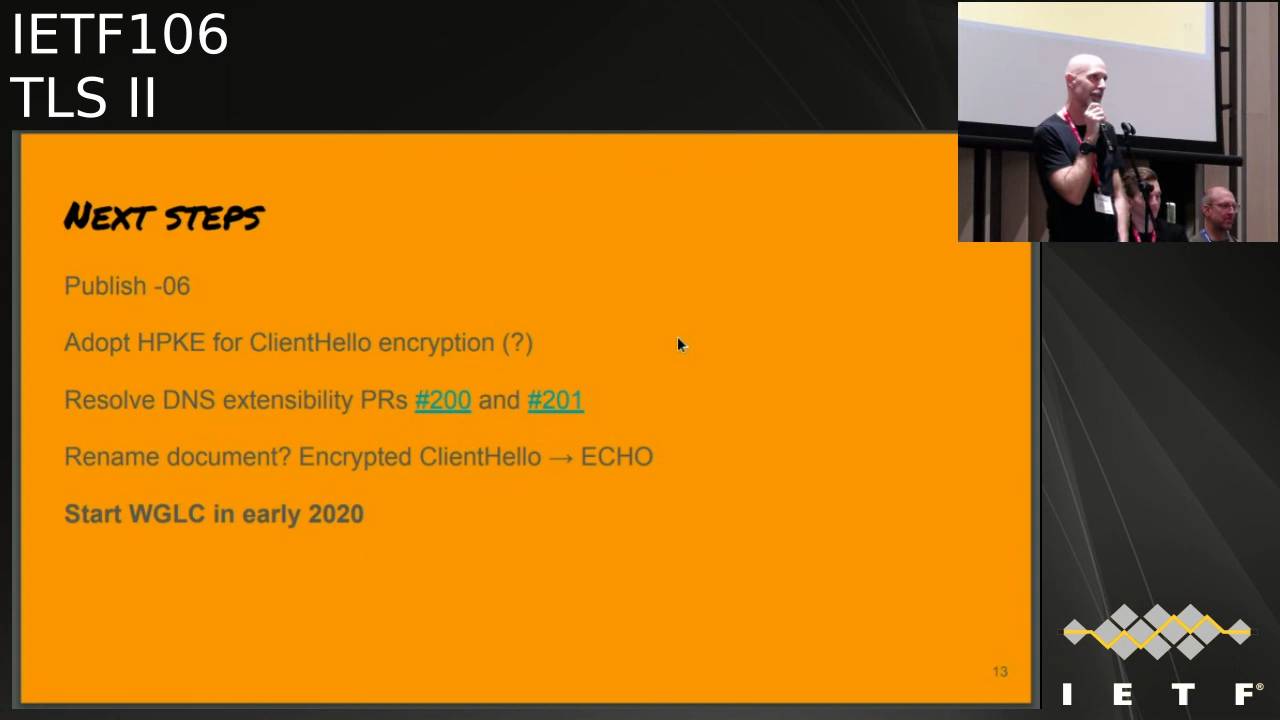 IETF106
TLS II
NEXT STEPS
Publish -06
Adopt HPKE for ClientHello encryption (?)
Resolve DNS extensibility PRs #200 and #201
Rename document? Encrypted ClientHello → ECHO
Start WGLC in early 2020
13
I E T F®